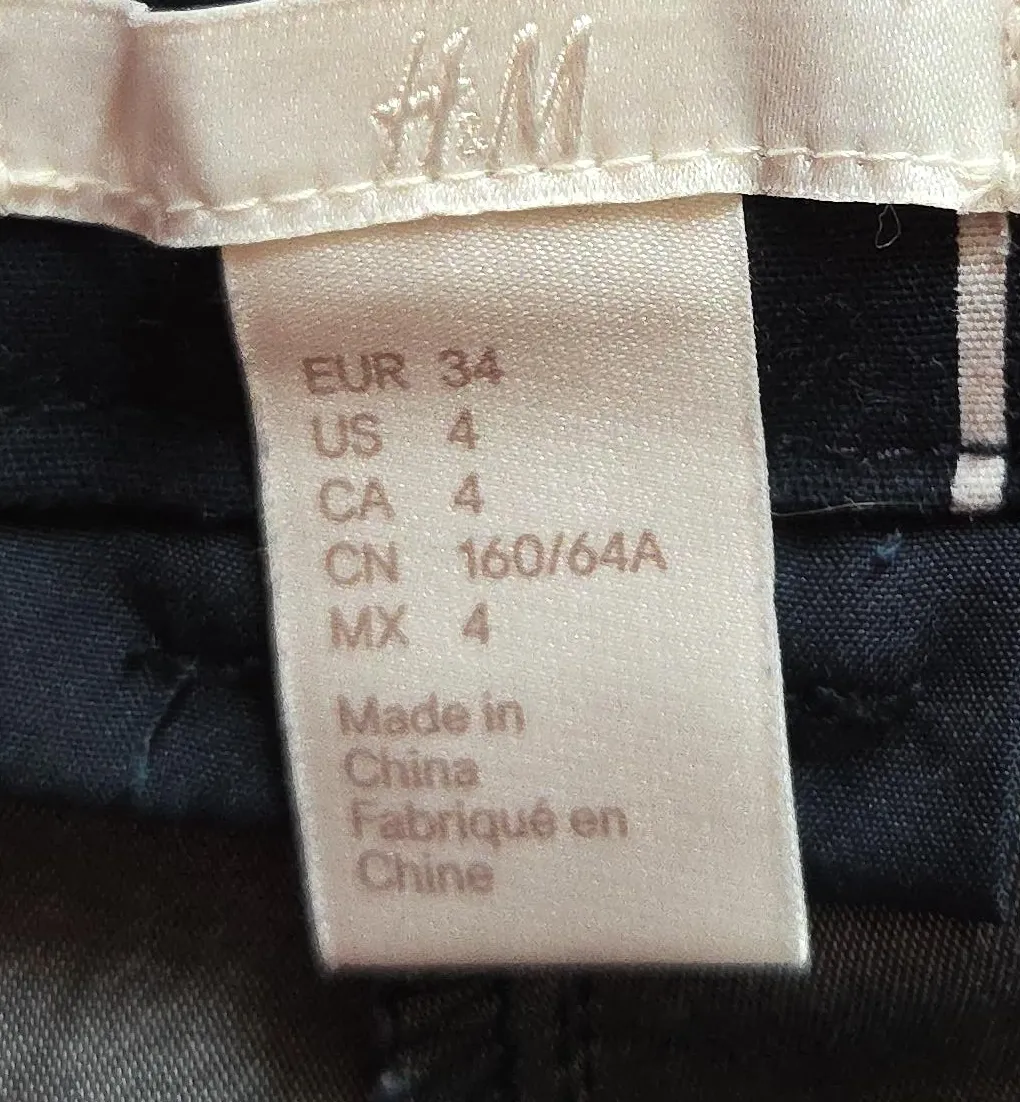 H&M
EUR 34
US 4
CA 4
CN 160/64A
MX 4
Made in
China
Fabriqué en
Chine